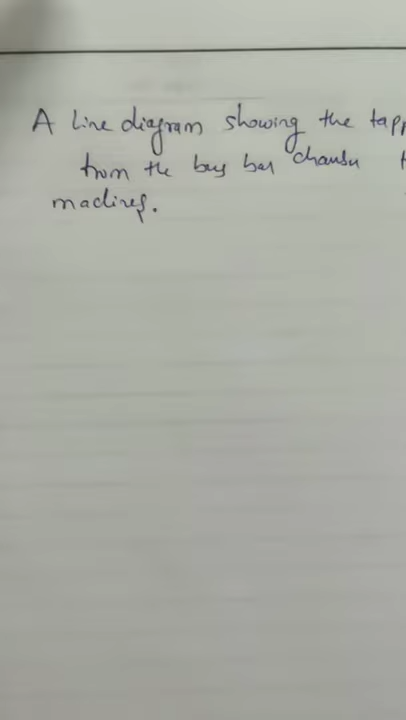 A line diagram showing the tapp
from the bus bar chamber t
machines.